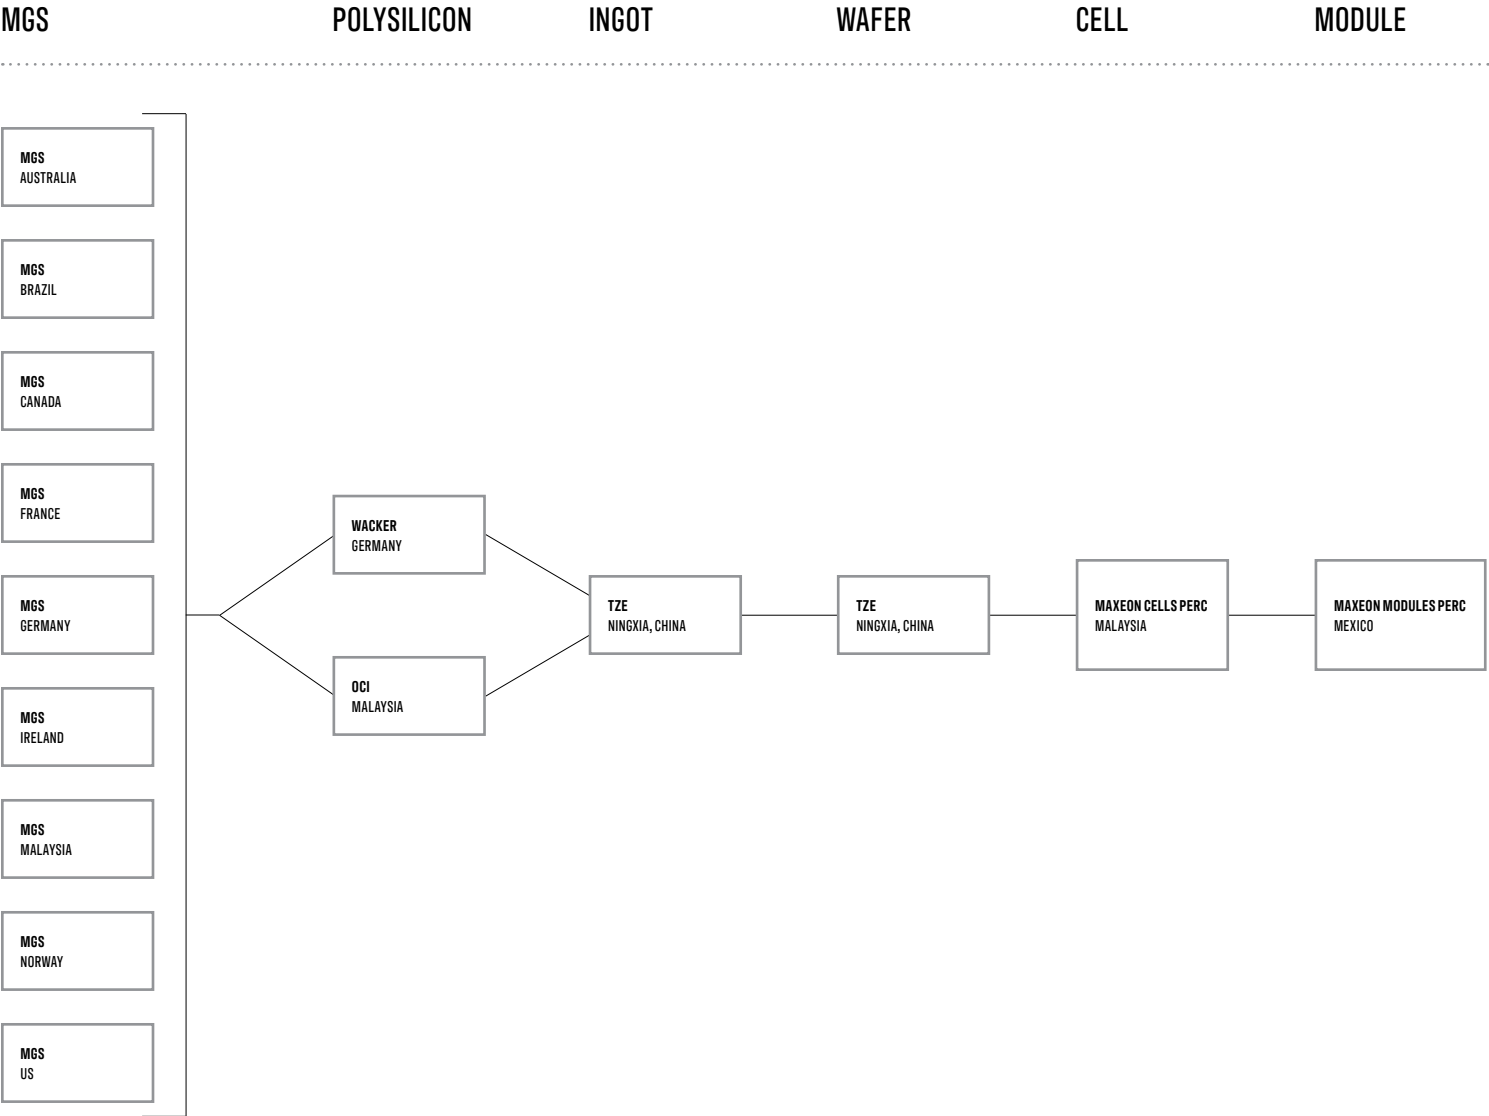 MGS
POLYSILICON
INGOT
WAFER
CELL
MODULE
MGS
AUSTRALIA
MGS
BRAZIL
MGS
CANADA
MGS
FRANCE
MGS
GERMANY
MGS
IRELAND
MGS
MALAYSIA
MGS
NORWAY
MGS
US
WACKER
GERMANY
OCI
MALAYSIA
TZE
NINGXIA, CHINA
TZE
NINGXIA, CHINA
MAXEON CELLS PERC
MALAYSIA
MAXEON MODULES PERC
MEXICO